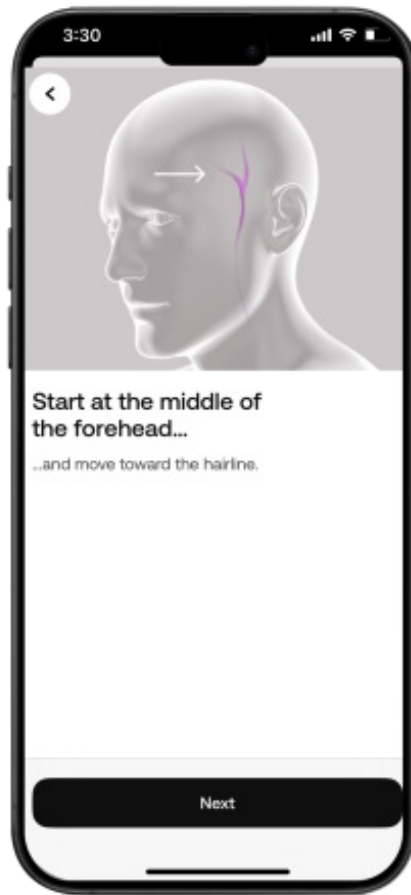 3:30
Start at the middle of
the forehead...
...and move toward the hairline.
Next